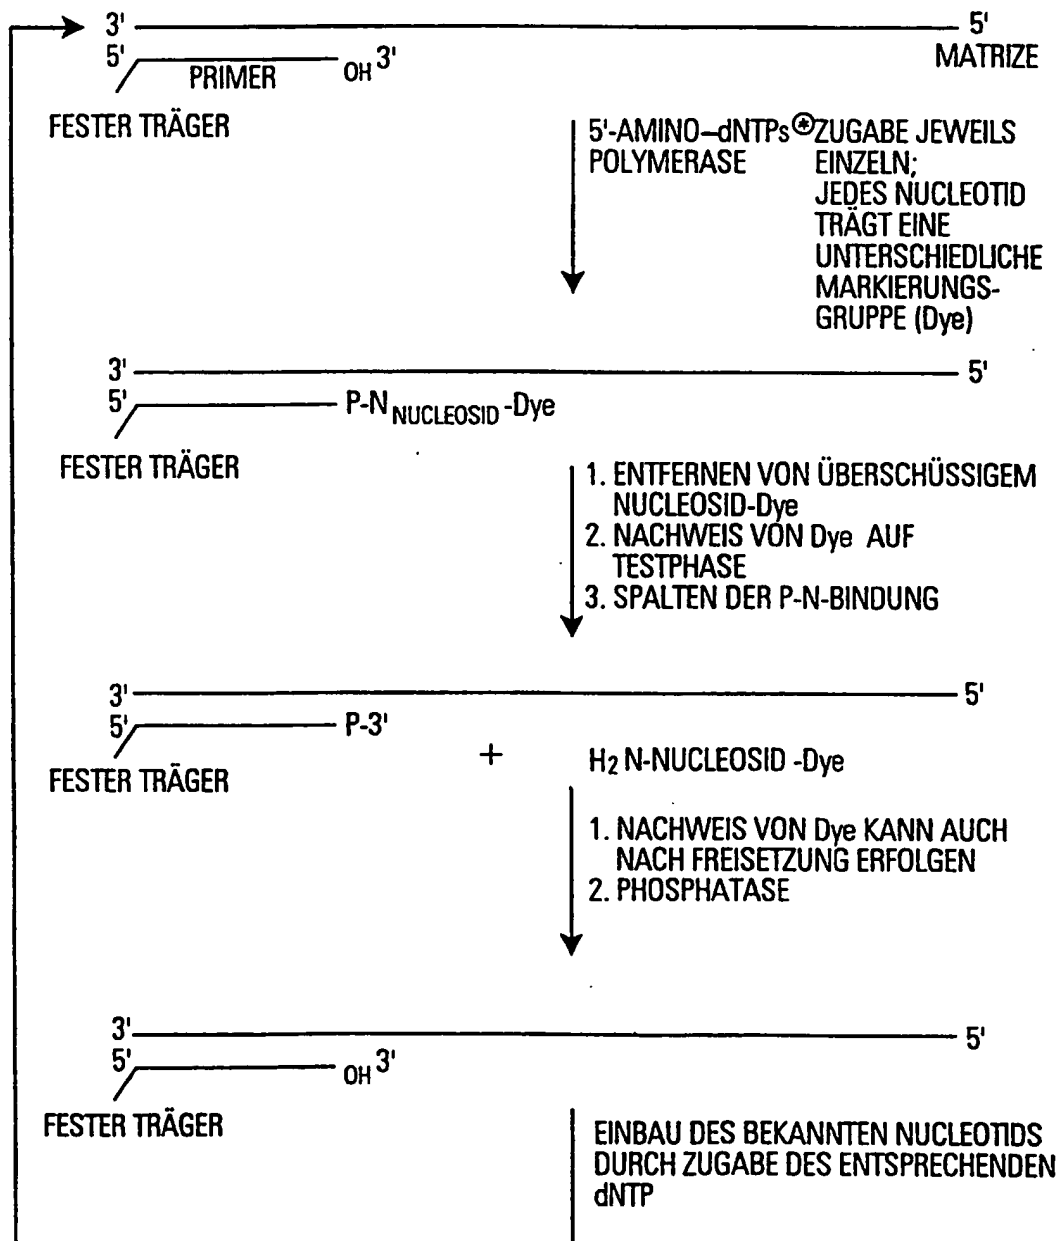 3' 5'
5' PRIMER OH 3' MATRIZE
FESTER TRÄGER
5'-AMINO–dNTPs⊛ ZUGABE JEWEILS
POLYMERASE EINZELN;
JEDES NUCLEOTID
TRÄGT EINE
UNTERSCHIEDLICHE
MARKIERUNGS-
GRUPPE (Dye)
3' 5'
5' P-N NUCLEOSID -Dye
FESTER TRÄGER
1. ENTFERNEN VON ÜBERSCHÜSSIGEM
NUCLEOSID-Dye
2. NACHWEIS VON Dye AUF
TESTPHASE
3. SPALTEN DER P-N-BINDUNG
3' 5'
5' P-3'
FESTER TRÄGER
+ H2 N-NUCLEOSID -Dye
1. NACHWEIS VON Dye KANN AUCH
NACH FREISETZUNG ERFOLGEN
2. PHOSPHATASE
3' 5'
5' OH 3'
FESTER TRÄGER
EINBAU DES BEKANNTEN NUCLEOTIDS
DURCH ZUGABE DES ENTSPRECHENDEN
dNTP